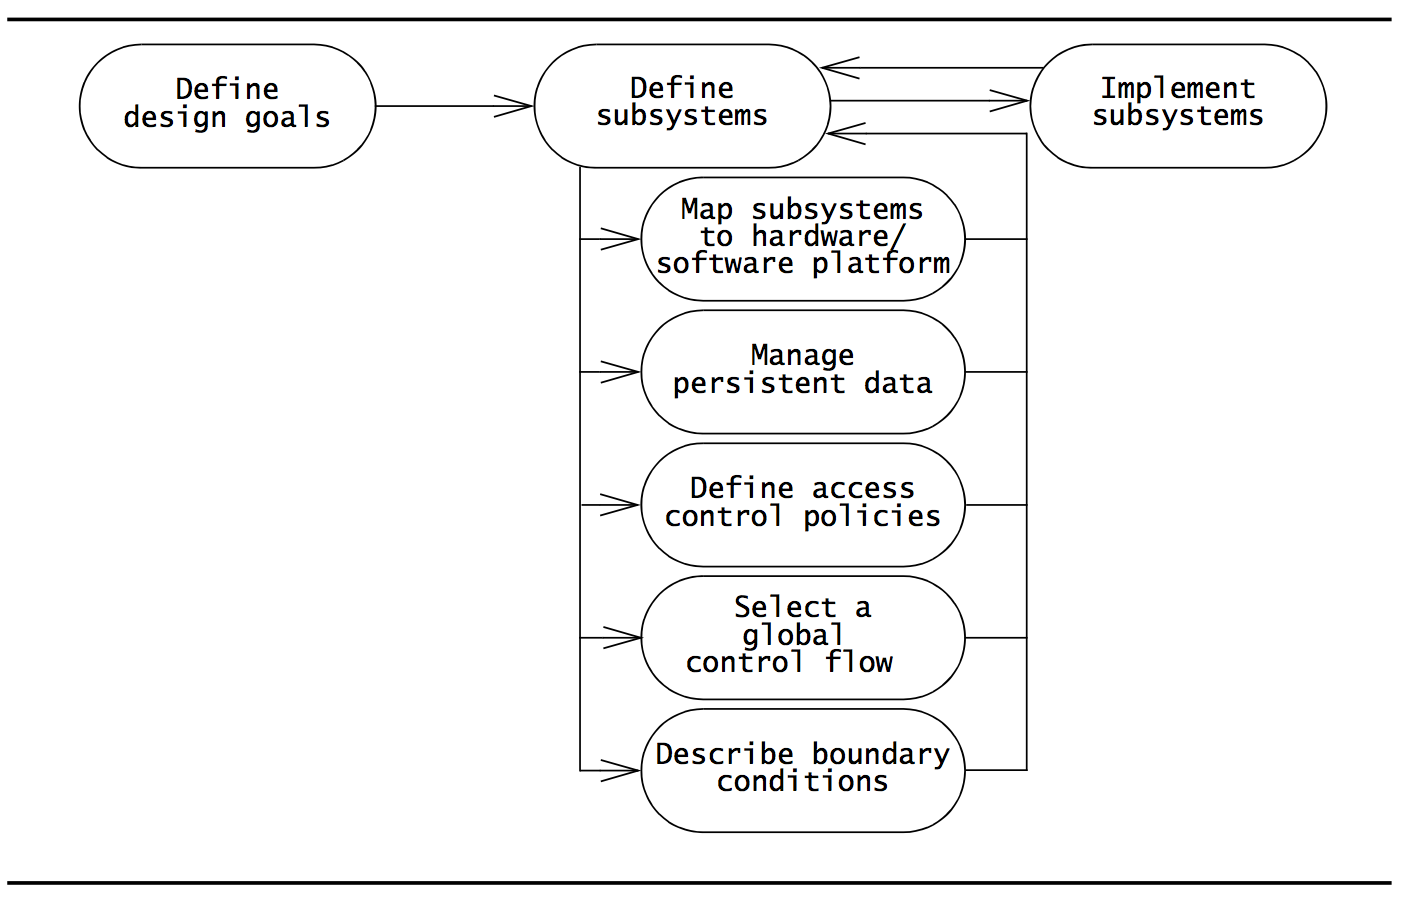 Define
design goals
Define
subsystems
Implement
subsystems
Map subsystems
to hardware/
software platform
Manage
persistent data
Define access
control policies
Select a
global
control flow
Describe boundary
conditions